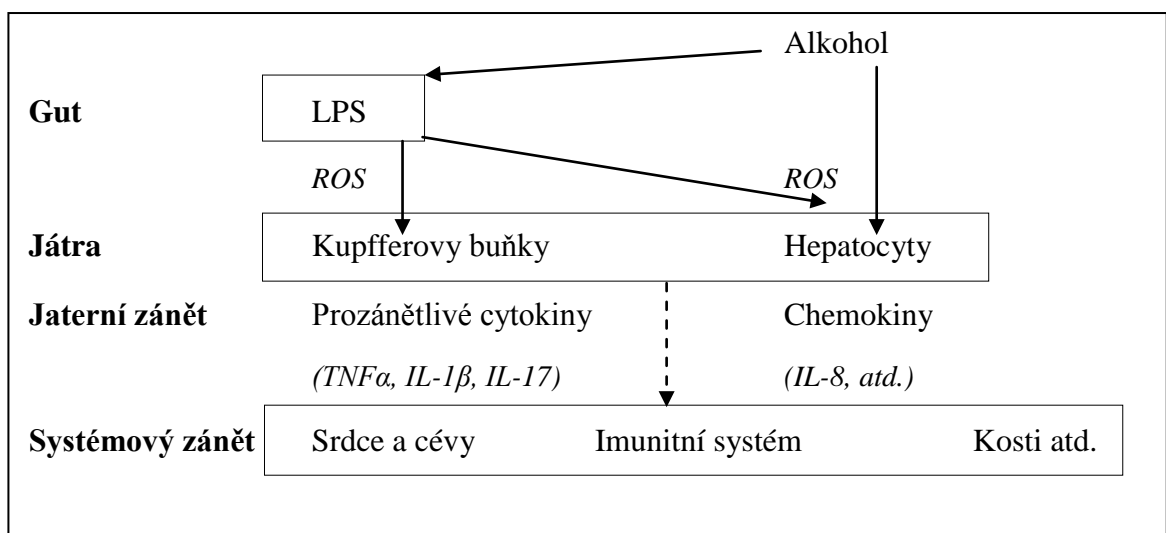 Alkohol
Gut LPS
ROS ROS
Játra Kupfferovy buňky Hepatocyty
Jaterní zánět Prozánětlivé cytokiny Chemokiny
(TNFα, IL-1β, IL-17) (IL-8, atd.)
Systémový zánět Srdce a cévy Imunitní systém Kosti atd.